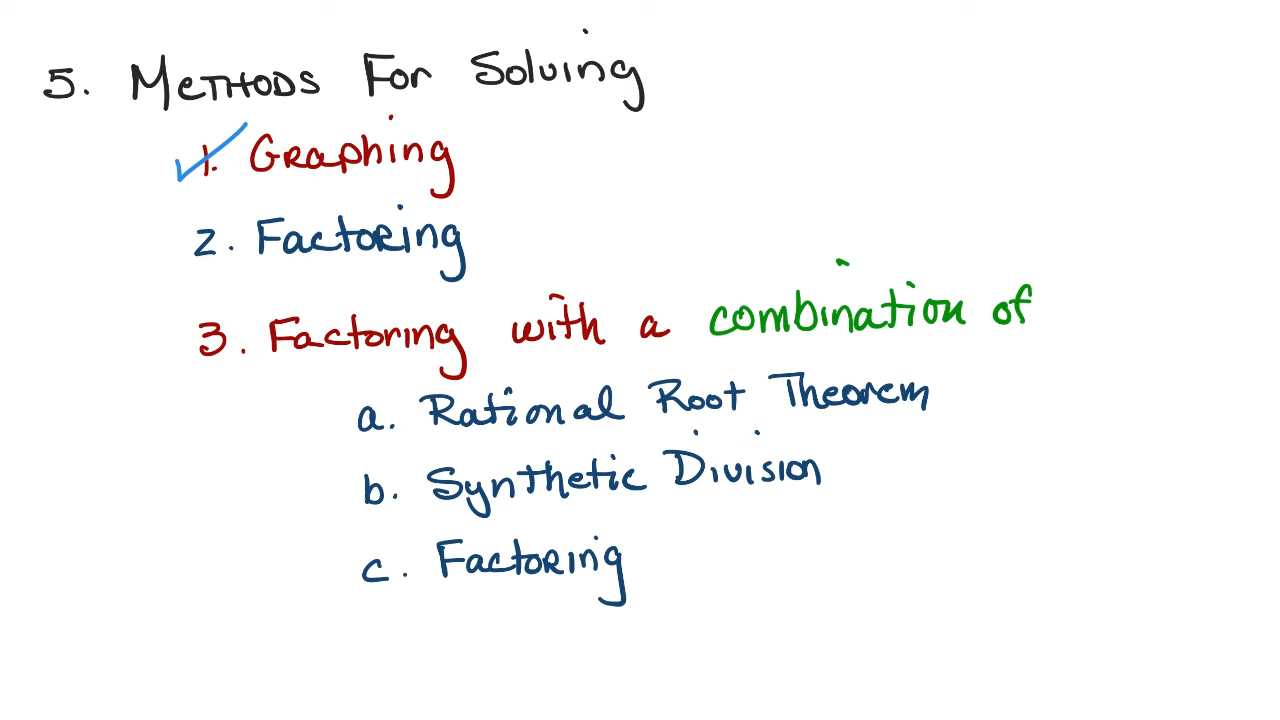 5. Methods For Solving
1. Graphing
2. Factoring
3. Factoring with a combination of
a. Rational Root Theorem
b. Synthetic Division
c. Factoring